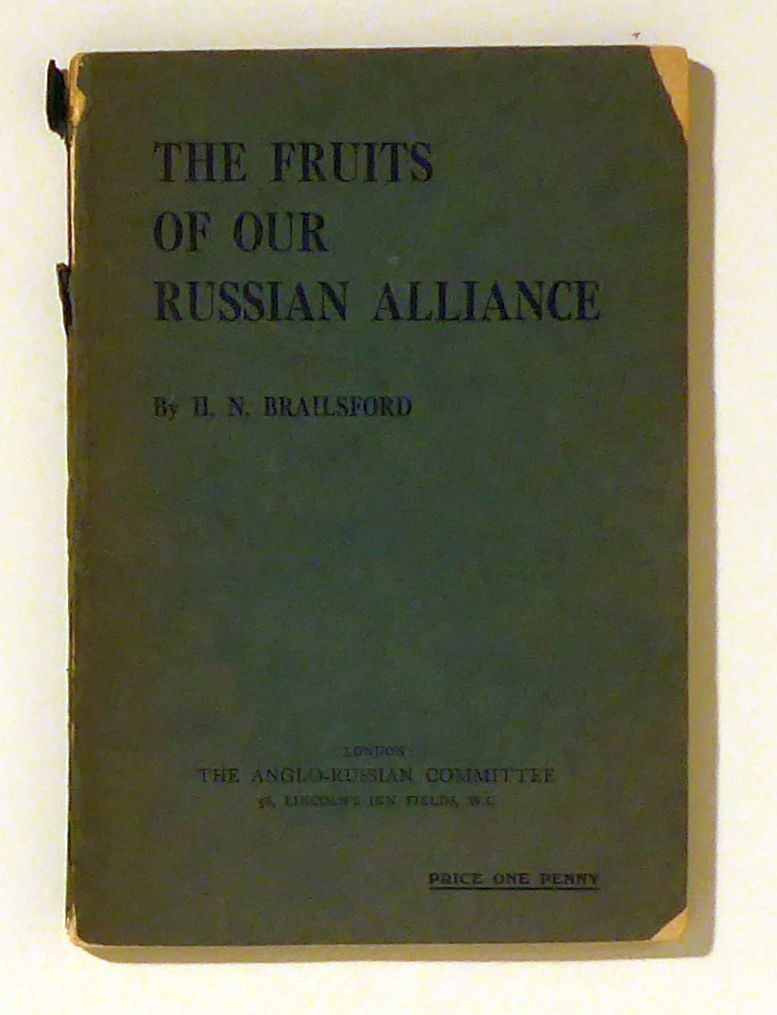 THE FRUITS
OF OUR
RUSSIAN ALLIANCE
By H. N. BRAILSFORD
LONDON:
THE ANGLO-RUSSIAN COMMITTEE
56, LINCOLN'S INN FIELDS, W.C.
PRICE ONE PENNY